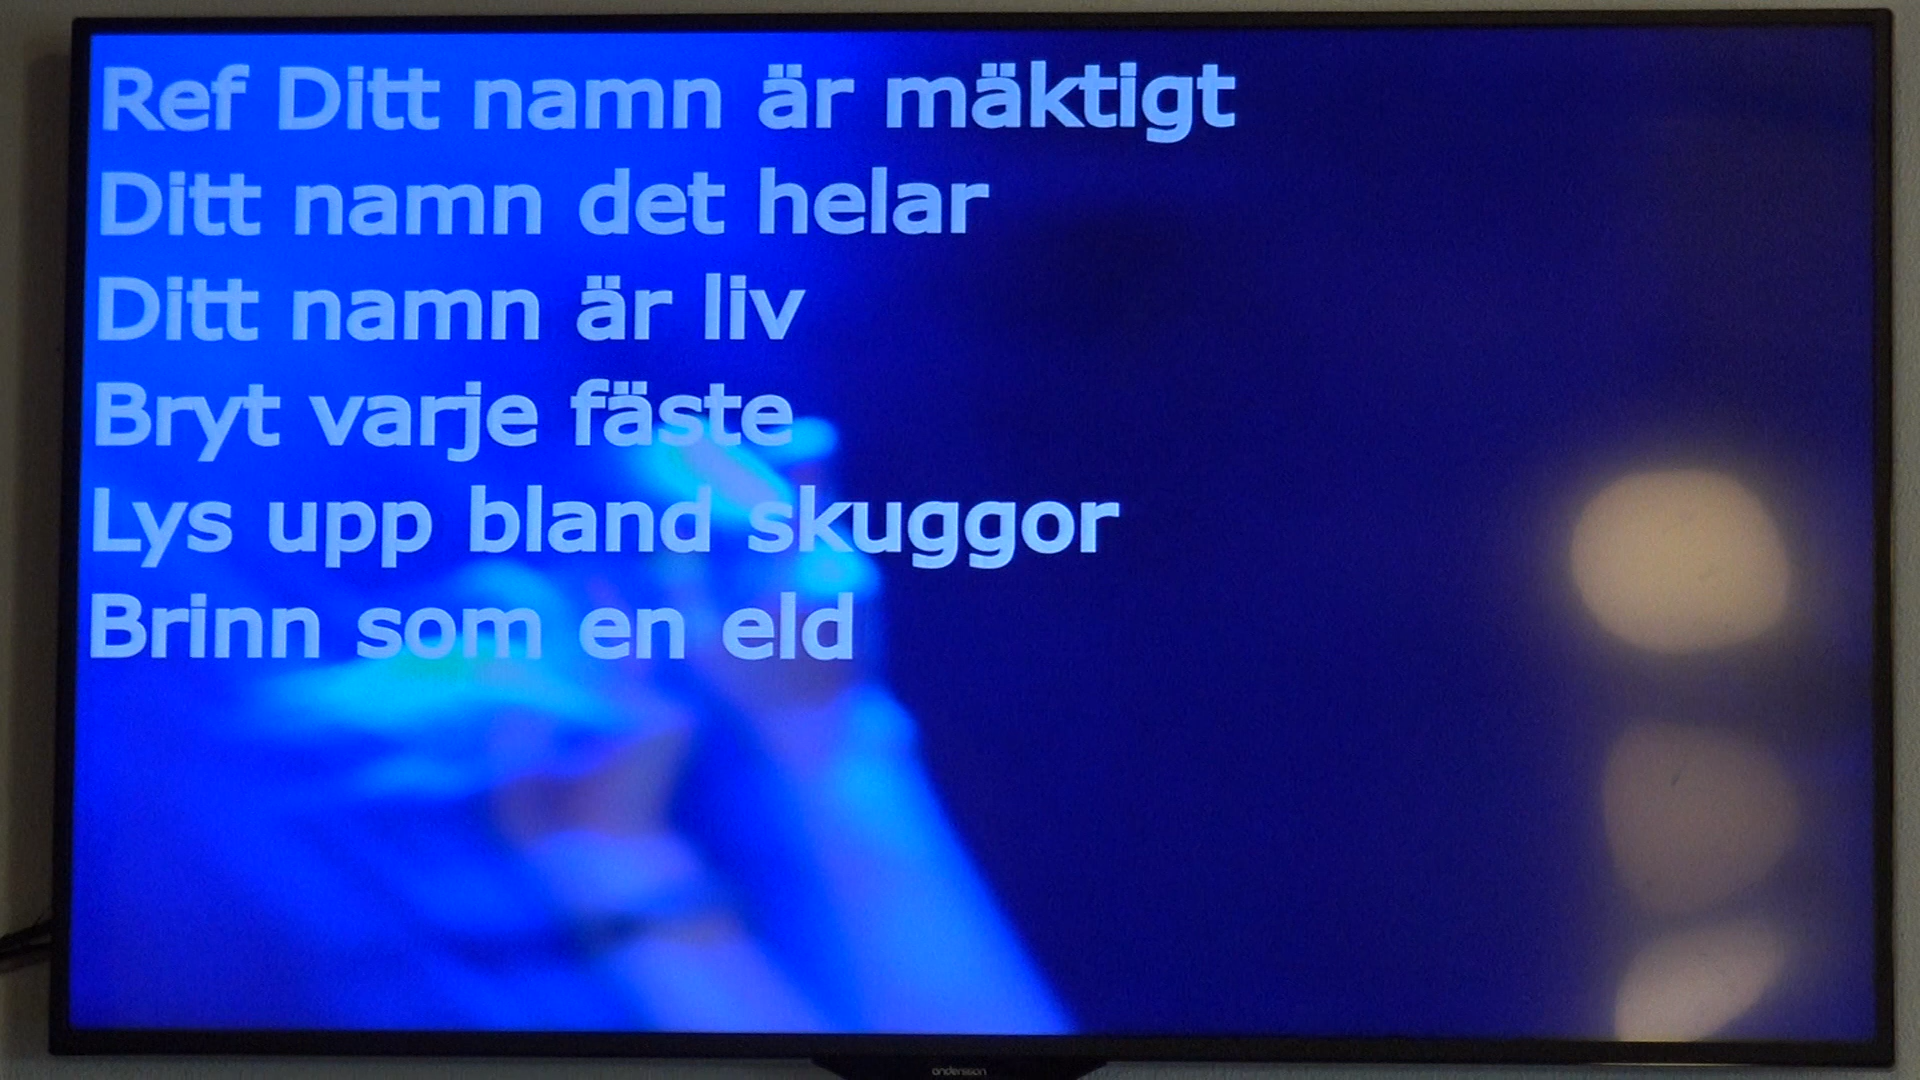 Ref Ditt namn är mäktigt
Ditt namn det helar
Ditt namn är liv
Bryt varje fäste
Lys upp bland skuggor
Brinn som en eld
andersson